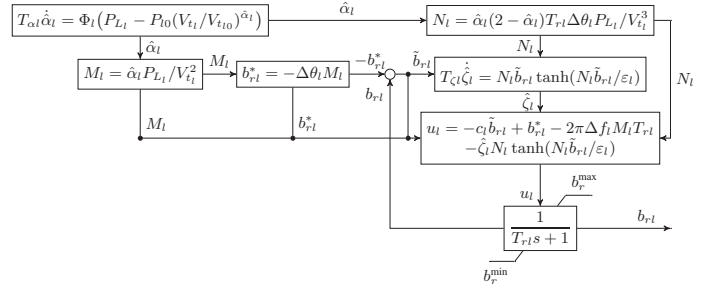 T_{αl} \dot{\hat{α}}_l = Φ_l(P_{L_l} − P_{l0}(V_{t_l}/V_{t_{l0}})^{\hat{α}_l})
\hat{α}_l
N_l = \hat{α}_l(2 − \hat{α}_l)T_{rl}Δθ_l P_{L_l}/V_{t_l}^3
\hat{α}_l
M_l = \hat{α}_l P_{L_l}/V_{t_l}^2
M_l
b_{rl}^* = −Δθ_l M_l
−b_{rl}^*
b_{rl}
\tilde{b}_{rl}
N_l
T_{ζl} \dot{\hat{ζ}}_l = N_l \tilde{b}_{rl} tanh(N_l \tilde{b}_{rl}/ε_l)
N_l
\hat{ζ}_l
M_l
b_{rl}^*
u_l = −c_l \tilde{b}_{rl} + b_{rl}^* − 2πΔf_l M_l T_{rl}
−\hat{ζ}_l N_l tanh(N_l \tilde{b}_{rl}/ε_l)
u_l
b_r^{max}
1
T_{rl}s + 1
b_{rl}
b_r^{min}